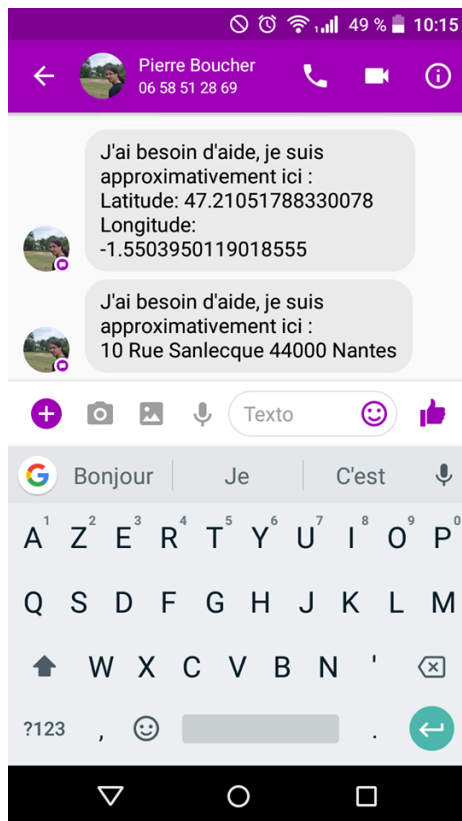 49 % 10:15
Pierre Boucher
06 58 51 28 69
J'ai besoin d'aide, je suis
approximativement ici :
Latitude: 47.21051788330078
Longitude:
-1.5503950119018555
J'ai besoin d'aide, je suis
approximativement ici :
10 Rue Sanlecque 44000 Nantes
Texto
Bonjour Je C'est
1 2 3 4 5 6 7 8 9 0
A Z E R T Y U I O P
Q S D F G H J K L M
W X C V B N '
?123 , .